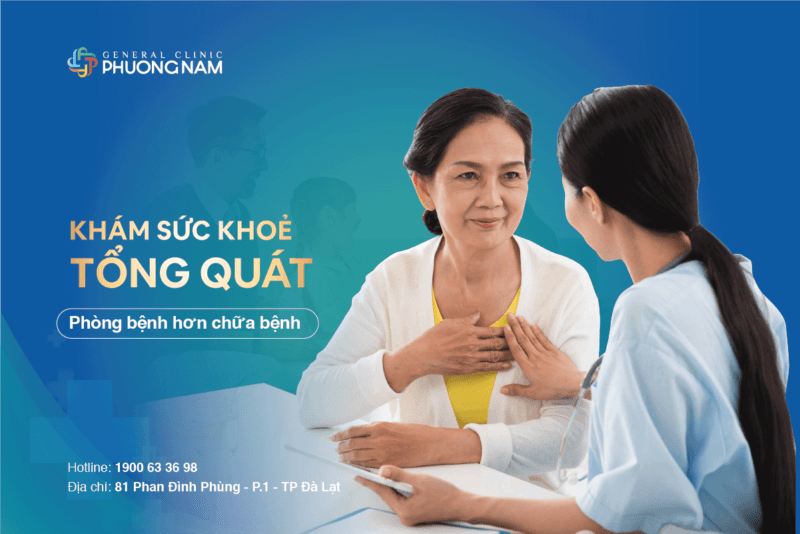 GENERAL CLINIC
PHUONG NAM
KHÁM SỨC KHOẺ
TỔNG QUÁT
Phòng bệnh hơn chữa bệnh
Hotline: 1900 63 36 98
Địa chỉ: 81 Phan Đình Phùng - P.1 - TP Đà Lạt